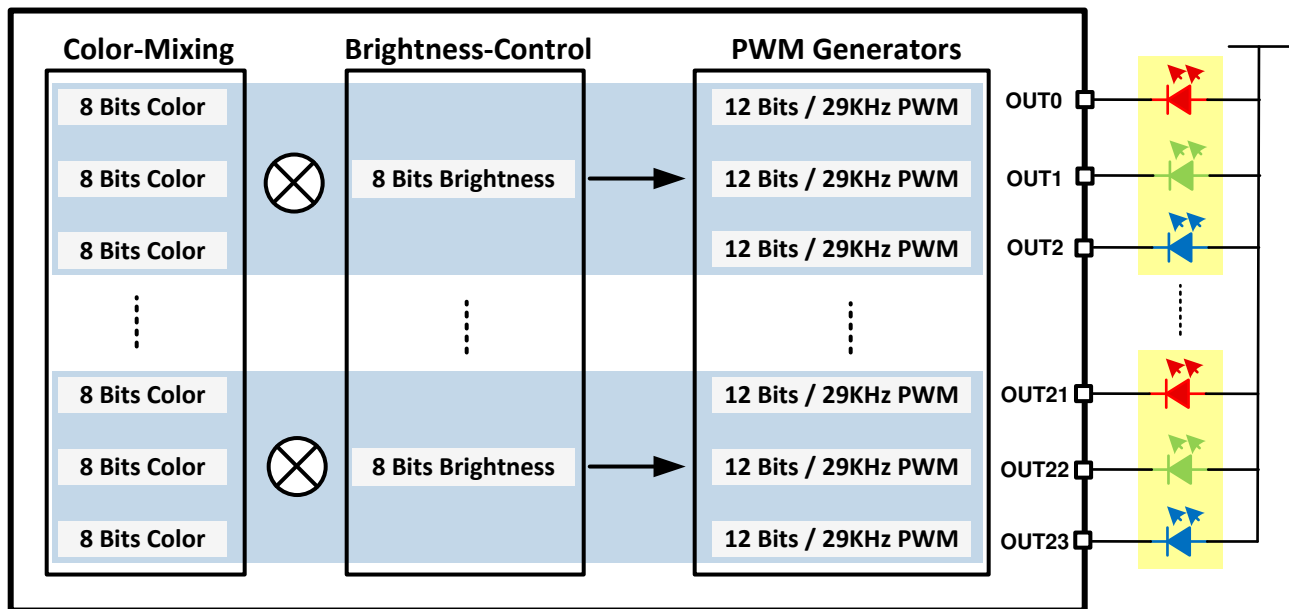 Color-Mixing Brightness-Control PWM Generators
8 Bits Color 12 Bits / 29KHz PWM OUT0
8 Bits Color 8 Bits Brightness 12 Bits / 29KHz PWM OUT1
8 Bits Color 12 Bits / 29KHz PWM OUT2
8 Bits Color 12 Bits / 29KHz PWM OUT21
8 Bits Color 8 Bits Brightness 12 Bits / 29KHz PWM OUT22
8 Bits Color 12 Bits / 29KHz PWM OUT23